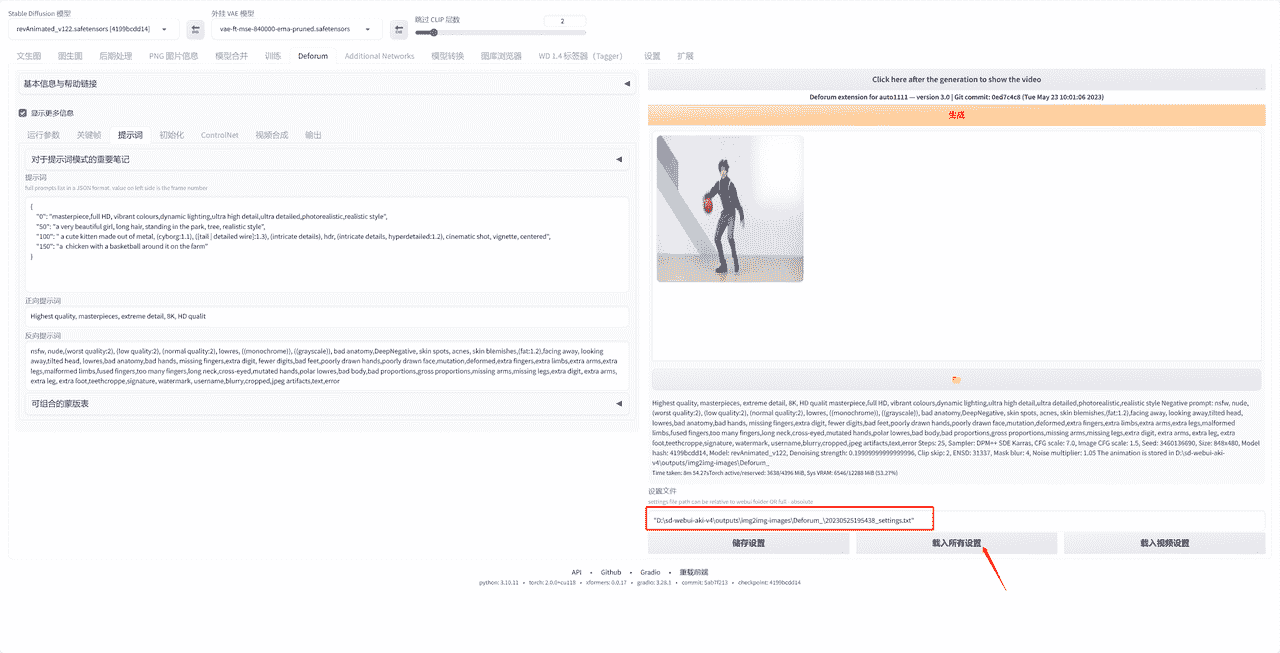 Stable Diffusion 模型
外挂 VAE 模型
跳过 CLIP 层数
2
revAnimated_v122.safetensors [4199bcdd14]
vae-ft-mse-840000-ema-pruned.safetensors
文生图 图生图 后期处理 PNG 图片信息 模型合并 训练 Deforum Additional Networks 模型转换 图库浏览器 WD 1.4 标签器 (Tagger) 设置 扩展
基本信息与帮助链接
显示更多信息
运行参数 关键帧 提示词 初始化 ControlNet 视频合成 输出
对于提示词模式的重要笔记
提示词
full prompts list in a JSON format. value on left side is the frame number
{
"0": "masterpiece,full HD, vibrant colours,dynamic lighting,ultra high detail,ultra detailed,photorealistic,realistic style",
"50": "a very beautiful girl, long hair, standing in the park, tree, realistic style",
"100": " a cute kitten made out of metal, (cyborg:1.1), ([tail | detailed wire]:1.3), (intricate details), hdr, (intricate details, hyperdetailed:1.2), cinematic shot, vignette, centered",
"150": "a  chicken with a basketball around it on the farm"
}
正向提示词
Highest quality, masterpieces, extreme detail, 8K, HD qualit
反向提示词
nsfw, nude,(worst quality:2), (low quality:2), (normal quality:2), lowres, ((monochrome)), ((grayscale)), bad anatomy,DeepNegative, skin spots, acnes, skin blemishes,(fat:1.2),facing away, looking
away,tilted head, lowres,bad anatomy,bad hands, missing fingers,extra digit, fewer digits,bad feet,poorly drawn hands,poorly drawn face,mutation,deformed,extra fingers,extra limbs,extra arms,extra
legs,malformed limbs,fused fingers,too many fingers,long neck,cross-eyed,mutated hands,polar lowres,bad body,bad proportions,gross proportions,missing arms,missing legs,extra digit, extra arms,
extra leg, extra foot,teethcroppe,signature, watermark, username,blurry,cropped,jpeg artifacts,text,error
可组合的蒙版表
Click here after the generation to show the video
Deforum extension for auto1111 — version 3.0 | Git commit: 0ed7c4c8 (Tue May 23 10:01:06 2023)
生成
Highest quality, masterpieces, extreme detail, 8K, HD qualit masterpiece,full HD, vibrant colours,dynamic lighting,ultra high detail,ultra detailed,photorealistic,realistic style Negative prompt: nsfw, nude,
(worst quality:2), (low quality:2), (normal quality:2), lowres, ((monochrome)), ((grayscale)), bad anatomy,DeepNegative, skin spots, acnes, skin blemishes,(fat:1.2),facing away, looking away,tilted head,
lowres,bad anatomy,bad hands, missing fingers,extra digit, fewer digits,bad feet,poorly drawn hands,poorly drawn face,mutation,deformed,extra fingers,extra limbs,extra arms,extra legs,malformed
limbs,fused fingers,too many fingers,long neck,cross-eyed,mutated hands,polar lowres,bad body,bad proportions,gross proportions,missing arms,missing legs,extra digit, extra arms, extra leg, extra
foot,teethcroppe,signature, watermark, username,blurry,cropped,jpeg artifacts,text,error Steps: 25, Sampler: DPM++ SDE Karras, CFG scale: 7.0, Image CFG scale: 1.5, Seed: 3460136690, Size: 848x480, Model
hash: 4199bcdd14, Model: revAnimated_v122, Denoising strength: 0.19999999999999996, Clip skip: 2, ENSD: 31337, Mask blur: 4, Noise multiplier: 1.05 The animation is stored in D:\sd-webui-aki-
v4\outputs/img2img-images\Deforum_
Time taken: 8m 54.27sTorch active/reserved: 3638/4396 MiB, Sys VRAM: 6546/12288 MiB (53.27%)
设置文件
settings file path can be relative to webui folder OR full - absolute
"D:\sd-webui-aki-v4\outputs\img2img-images\Deforum_\20230525195438_settings.txt"
储存设置 载入所有设置 载入视频设置
API • Github • Gradio • 重载前端
python: 3.10.11 • torch: 2.0.0+cu118 • xformers: 0.0.17 • gradio: 3.28.1 • commit: 5ab7f213 • checkpoint: 4199bcdd14